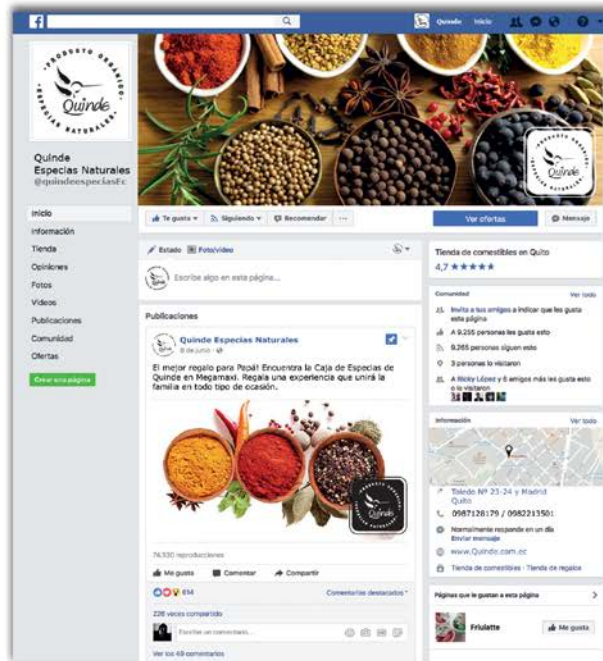 Quinde Inicio
PRODUCTO ORGÁNICO
Quinde
ESPECIAS NATURALES
Quinde
Especias Naturales
@quindeespeciasEc
Inicio
Información
Tienda
Opiniones
Fotos
Videos
Publicaciones
Comunidad
Ofertas
Crear una página
Quinde
Te gusta Siguiendo Recomendar ...
Ver ofertas Mensaje
Estado Foto/video
Escribe algo en esta página...
Publicaciones
Quinde Especias Naturales
8 de junio
El mejor regalo para Papá! Encuentra la Caja de Especias de
Quinde en Megamaxi. Regala una experiencia que unirá la
familia en todo tipo de ocasión.
Quinde
reproducciones
Me gusta Comentar Compartir
614 Comentarios destacados
226 veces compartido
Escribe un comentario...
Ver los 49 comentarios
Tienda de comestibles en Quito
4,7 ★★★★★
Comunidad Ver todo
Invita a tus amigos a indicar que les gusta
esta página
A 9.255 personas les gusta esto
9.265 personas siguen esto
3 personas lo visitaron
A Ricky López y 6 amigos más les gusta esto
o lo visitaron
Información Ver todo
Toledo Nº 23-24 y Madrid
Quito
0987128179 / 0982213501
Normalmente responde en un día
Enviar mensaje
www.Quinde.com.ec
Tienda de comestibles · Tienda de regalos
Páginas que le gustan a esta página
Friulatte Me gusta